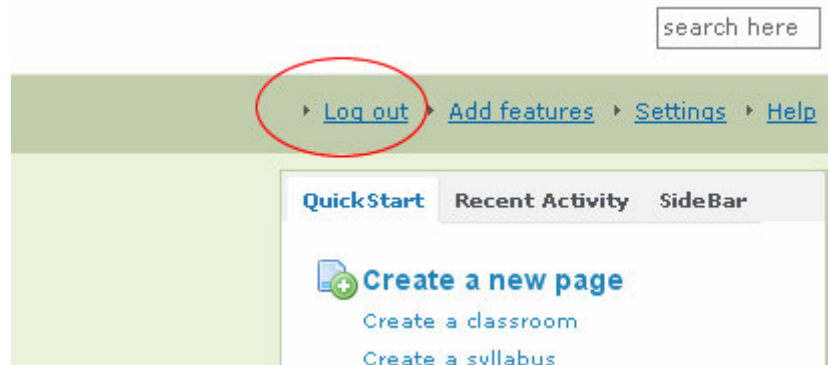 search here
Log out Add features Settings Help
QuickStart Recent Activity SideBar
Create a new page
Create a classroom
Create a syllabus